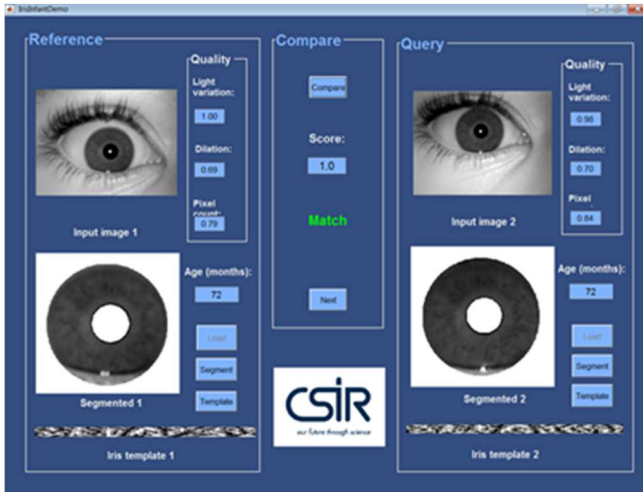 IrisInfantDemo
Reference
Quality
Light
variation:
1.00
Dilation:
0.69
Pixel
count:
0.79
Input image 1
Age (months):
72
Load
Segment
Template
Segmented 1
Iris template 1
Compare
Compare
Score:
1.0
Match
Next
CSIR
our future through science
Query
Quality
Light
variation:
0.98
Dilation:
0.70
Pixel
0.84
Input image 2
Age (months):
72
Load
Segment
Template
Segmented 2
Iris template 2